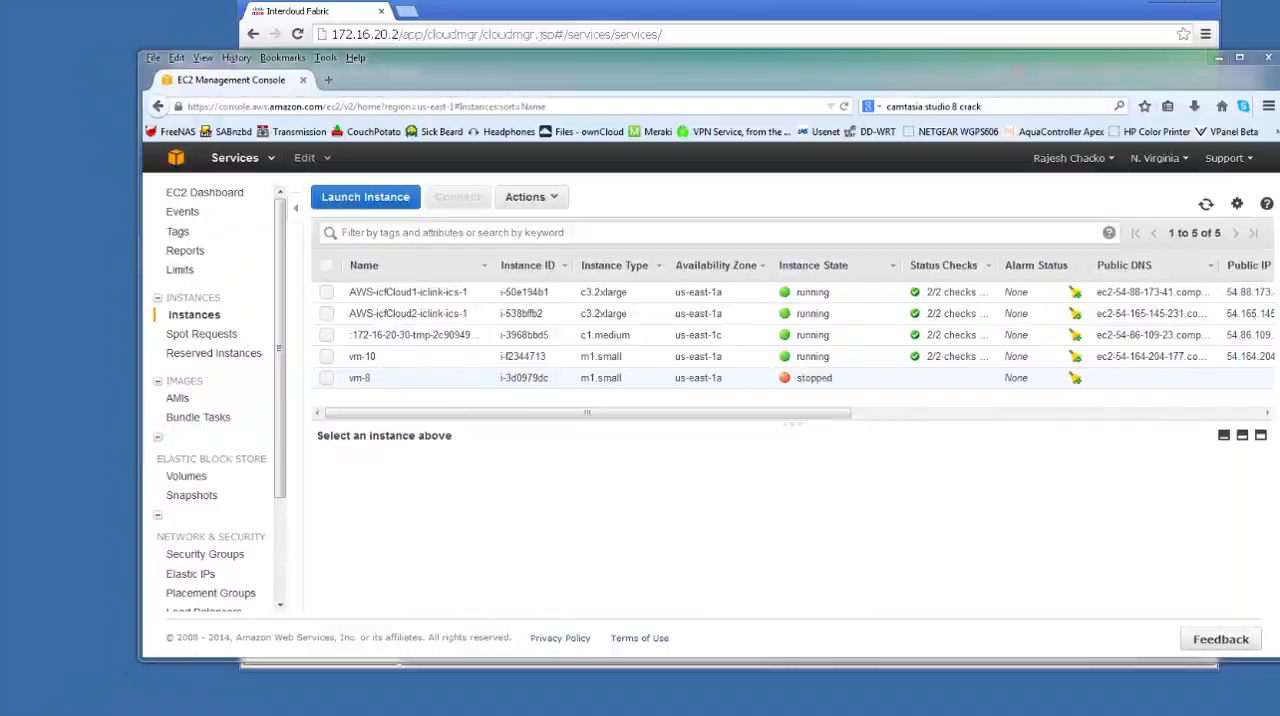 Intercloud Fabric
172.16.20.2/app/cloudmgr/cloudmgr.jsp#/services/services/
File Edit View History Bookmarks Tools Help
EC2 Management Console
https://console.aws.amazon.com/ec2/v2/home?region=us-east-1#Instances:sort=Name camtasia studio 8 crack
FreeNAS SABnzbd Transmission CouchPotato Sick Beard Headphones Files - ownCloud Meraki VPN Service, from the ... Usenet DD-WRT NETGEAR WGPS606 AquaController Apex HP Color Printer VPanel Beta
Services Edit Rajesh Chacko N. Virginia Support
EC2 Dashboard
Events
Tags
Reports
Limits
INSTANCES
Instances
Spot Requests
Reserved Instances
IMAGES
AMIs
Bundle Tasks
ELASTIC BLOCK STORE
Volumes
Snapshots
NETWORK & SECURITY
Security Groups
Elastic IPs
Placement Groups
Load Balancers
Launch Instance Connect Actions
Filter by tags and attributes or search by keyword 1 to 5 of 5
Name Instance ID Instance Type Availability Zone Instance State Status Checks Alarm Status Public DNS Public IP
AWS-icfCloud1-iclink-ics-1 i-50e194b1 c3.2xlarge us-east-1a running 2/2 checks ... None ec2-54-88-173-41.comp... 54.88.173.
AWS-icfCloud2-iclink-ics-1 i-538bffb2 c3.2xlarge us-east-1a running 2/2 checks ... None ec2-54-165-145-231.co... 54.165.145
:172-16-20-30-tmp-2c90949... i-3968bbd5 c1.medium us-east-1c running 2/2 checks ... None ec2-54-86-109-23.comp... 54.86.109.
vm-10 i-f2344713 m1.small us-east-1a running 2/2 checks ... None ec2-54-164-204-177.co... 54.164.204
vm-8 i-3d0979dc m1.small us-east-1a stopped None
Select an instance above
© 2008 - 2014, Amazon Web Services, Inc. or its affiliates. All rights reserved. Privacy Policy Terms of Use Feedback